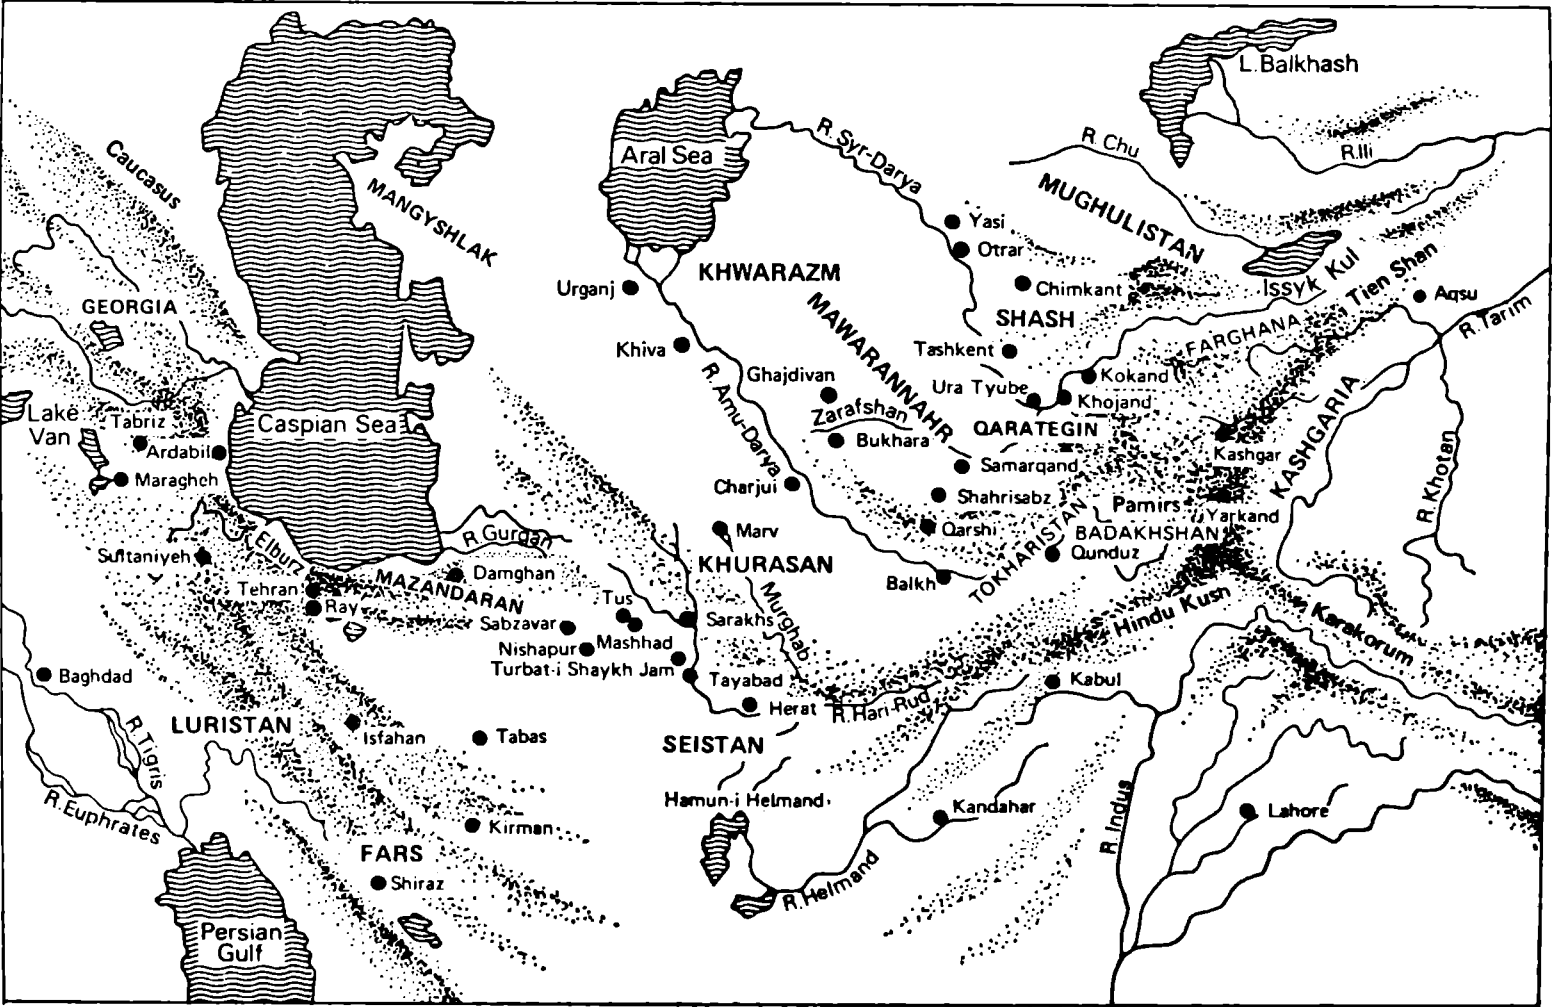 L.Balkhash
R. Syr-Darya
R. Chu
R.Ili
Aral Sea
Caucasus
MANGYSHLAK
MUGHULISTAN
Yasi
Otrar
KHWARAZM
Urganj
Chimkant
Issyk Kul
Tien Shan
Aqsu
GEORGIA
MAWARANNAHR
SHASH
R.Tarim
Khiva
Tashkent
FARGHANA
R. Amu-Darya
Ghajdivan
Ura Tyube
Kokand
Khojand
KASHGARIA
Lake
Van
Tabriz
Caspian Sea
Zarafshan
Bukhara
QARATEGIN
Ardabil
Kashgar
Maraghch
Samarqand
R.Khotan
Charjui
Shahrisabz
Pamirs
Yarkand
Marv
Qarshi
TOKHARISTAN
BADAKHSHAN
Sultaniyeh
Elburz
R.Gurgan
KHURASAN
Qunduz
Tehran
MAZANDARAN
Damghan
Balkh
Ray
Tus
Murghab
Hindu Kush
Karakorum
Sabzavar
Sarakhs
Nishapur
Mashhad
Turbat-i Shaykh Jam
Tayabad
Kabul
Baghdad
Herat
R.Hari-Rud
LURISTAN
R.Tigris
Isfahan
Tabas
SEISTAN
R.Euphrates
Hamun-i Helmand
Kandahar
R. Indus
Lahore
Kirman
FARS
Shiraz
R.Helmand
Persian
Gulf